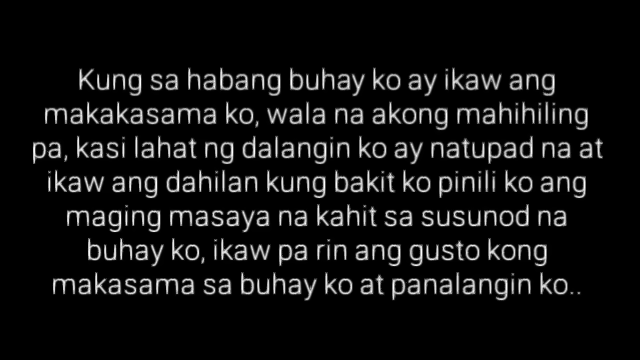 Kung sa habang buhay ko ay ikaw ang
makakasama ko, wala na akong mahihiling
pa, kasi lahat ng dalangin ko ay natupad na at
ikaw ang dahilan kung bakit ko pinili ko ang
maging masaya na kahit sa susunod na
buhay ko, ikaw pa rin ang gusto kong
makasama sa buhay ko at panalangin ko..